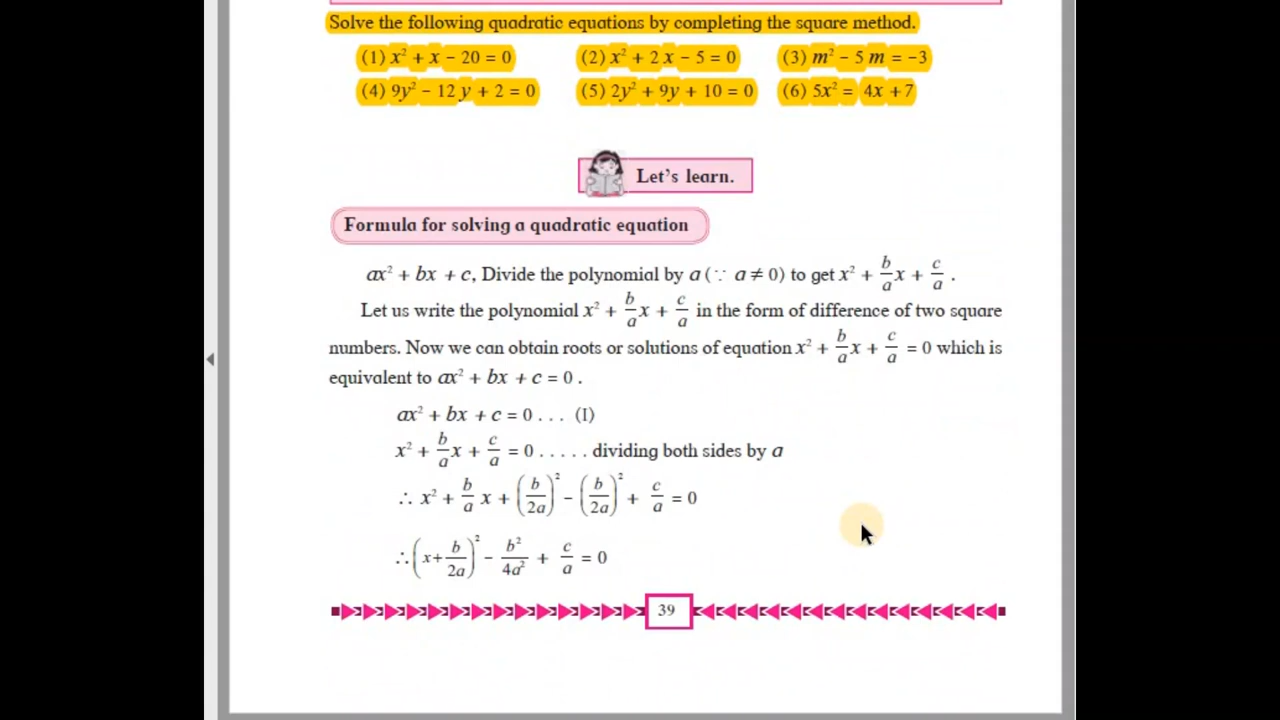 Solve the following quadratic equations by completing the square method.
(1) x² + x – 20 = 0 (2) x² + 2 x – 5 = 0 (3) m² – 5 m = –3
(4) 9y² – 12 y + 2 = 0 (5) 2y² + 9y + 10 = 0 (6) 5x² = 4x +7
Let's learn.
Formula for solving a quadratic equation
ax² + bx + c, Divide the polynomial by a (∵ a ≠ 0) to get x² + b/a x + c/a .
Let us write the polynomial x² + b/a x + c/a in the form of difference of two square
numbers. Now we can obtain roots or solutions of equation x² + b/a x + c/a = 0 which is
equivalent to ax² + bx + c = 0 .
ax² + bx + c = 0 . . . (I)
x² + b/a x + c/a = 0 . . . . . dividing both sides by a
∴ x² + b/a x + (b/2a)² – (b/2a)² + c/a = 0
∴ (x+ b/2a)² – b²/4a² + c/a = 0
39